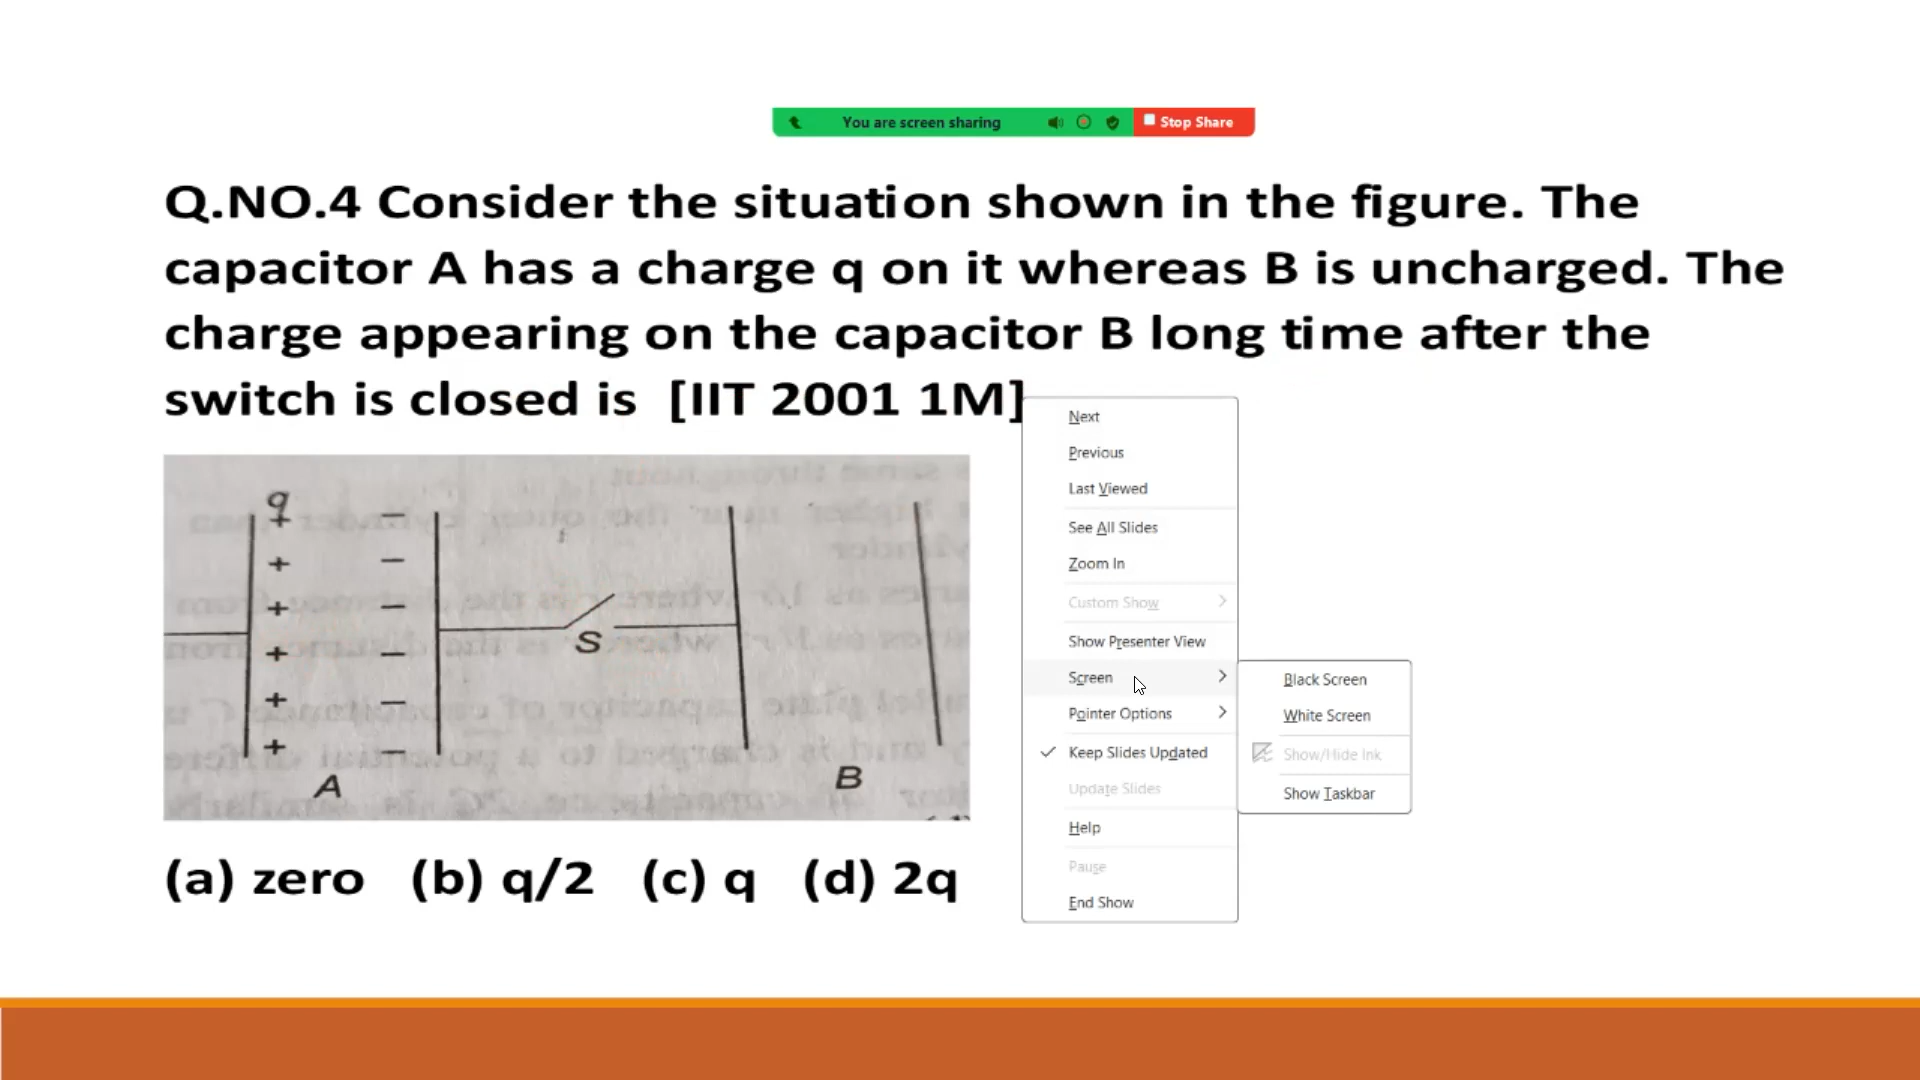 You are screen sharing
Stop Share
Q.NO.4 Consider the situation shown in the figure. The
capacitor A has a charge q on it whereas B is uncharged. The
charge appearing on the capacitor B long time after the
switch is closed is [IIT 2001 1M]
q
S
A
B
(a) zero (b) q/2 (c) q (d) 2q
Next
Previous
Last Viewed
See All Slides
Zoom In
Custom Show
Show Presenter View
Screen
Pointer Options
Keep Slides Updated
Update Slides
Help
Pause
End Show
Black Screen
White Screen
Show/Hide Ink
Show Taskbar